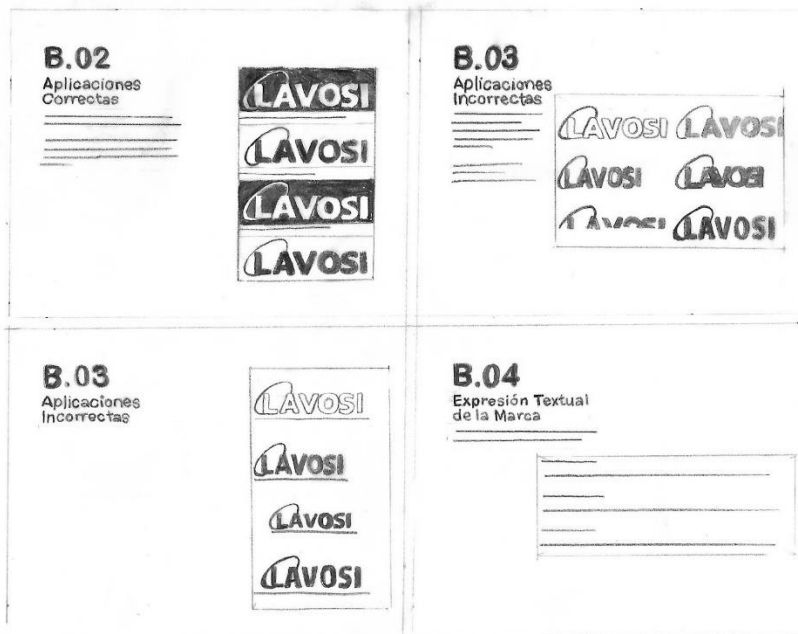 B.02
Aplicaciones
Correctas
LAVOSI
LAVOSI
LAVOSI
LAVOSI
B.03
Aplicaciones
Incorrectas
LAVOSI LAVOSI
LAVOSI LAVOSI
LAVOSI LAVOSI
B.03
Aplicaciones
Incorrectas
LAVOSI
LAVOSI
LAVOSI
LAVOSI
B.04
Expresión Textual
de la Marca